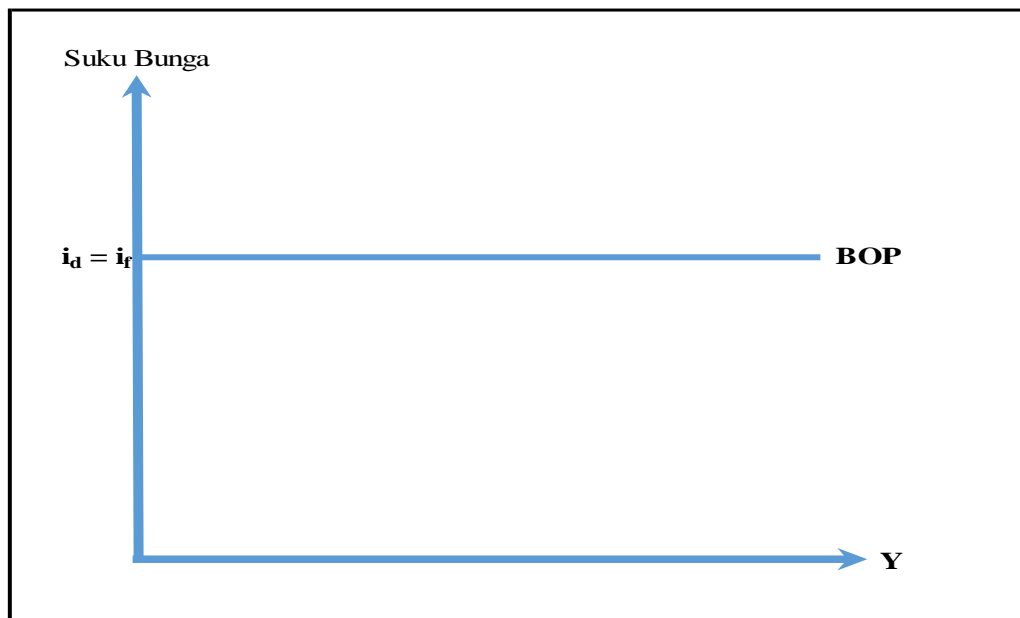 Suku Bunga
i_d = i_f BOP
Y